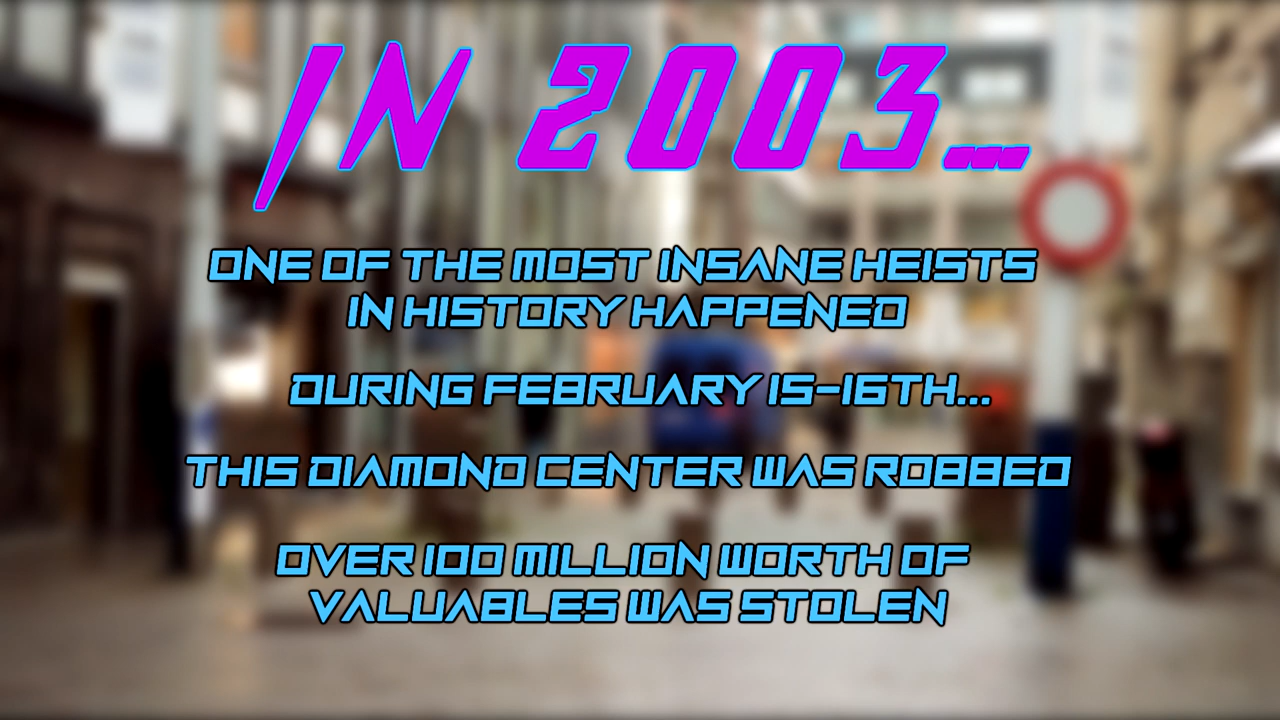 IN 2003...
ONE OF THE MOST INSANE HEISTS
IN HISTORY HAPPENED
DURING FEBRUARY 15-16TH...
THIS DIAMOND CENTER WAS ROBBED
OVER 100 MILLION WORTH OF
VALUABLES WAS STOLEN